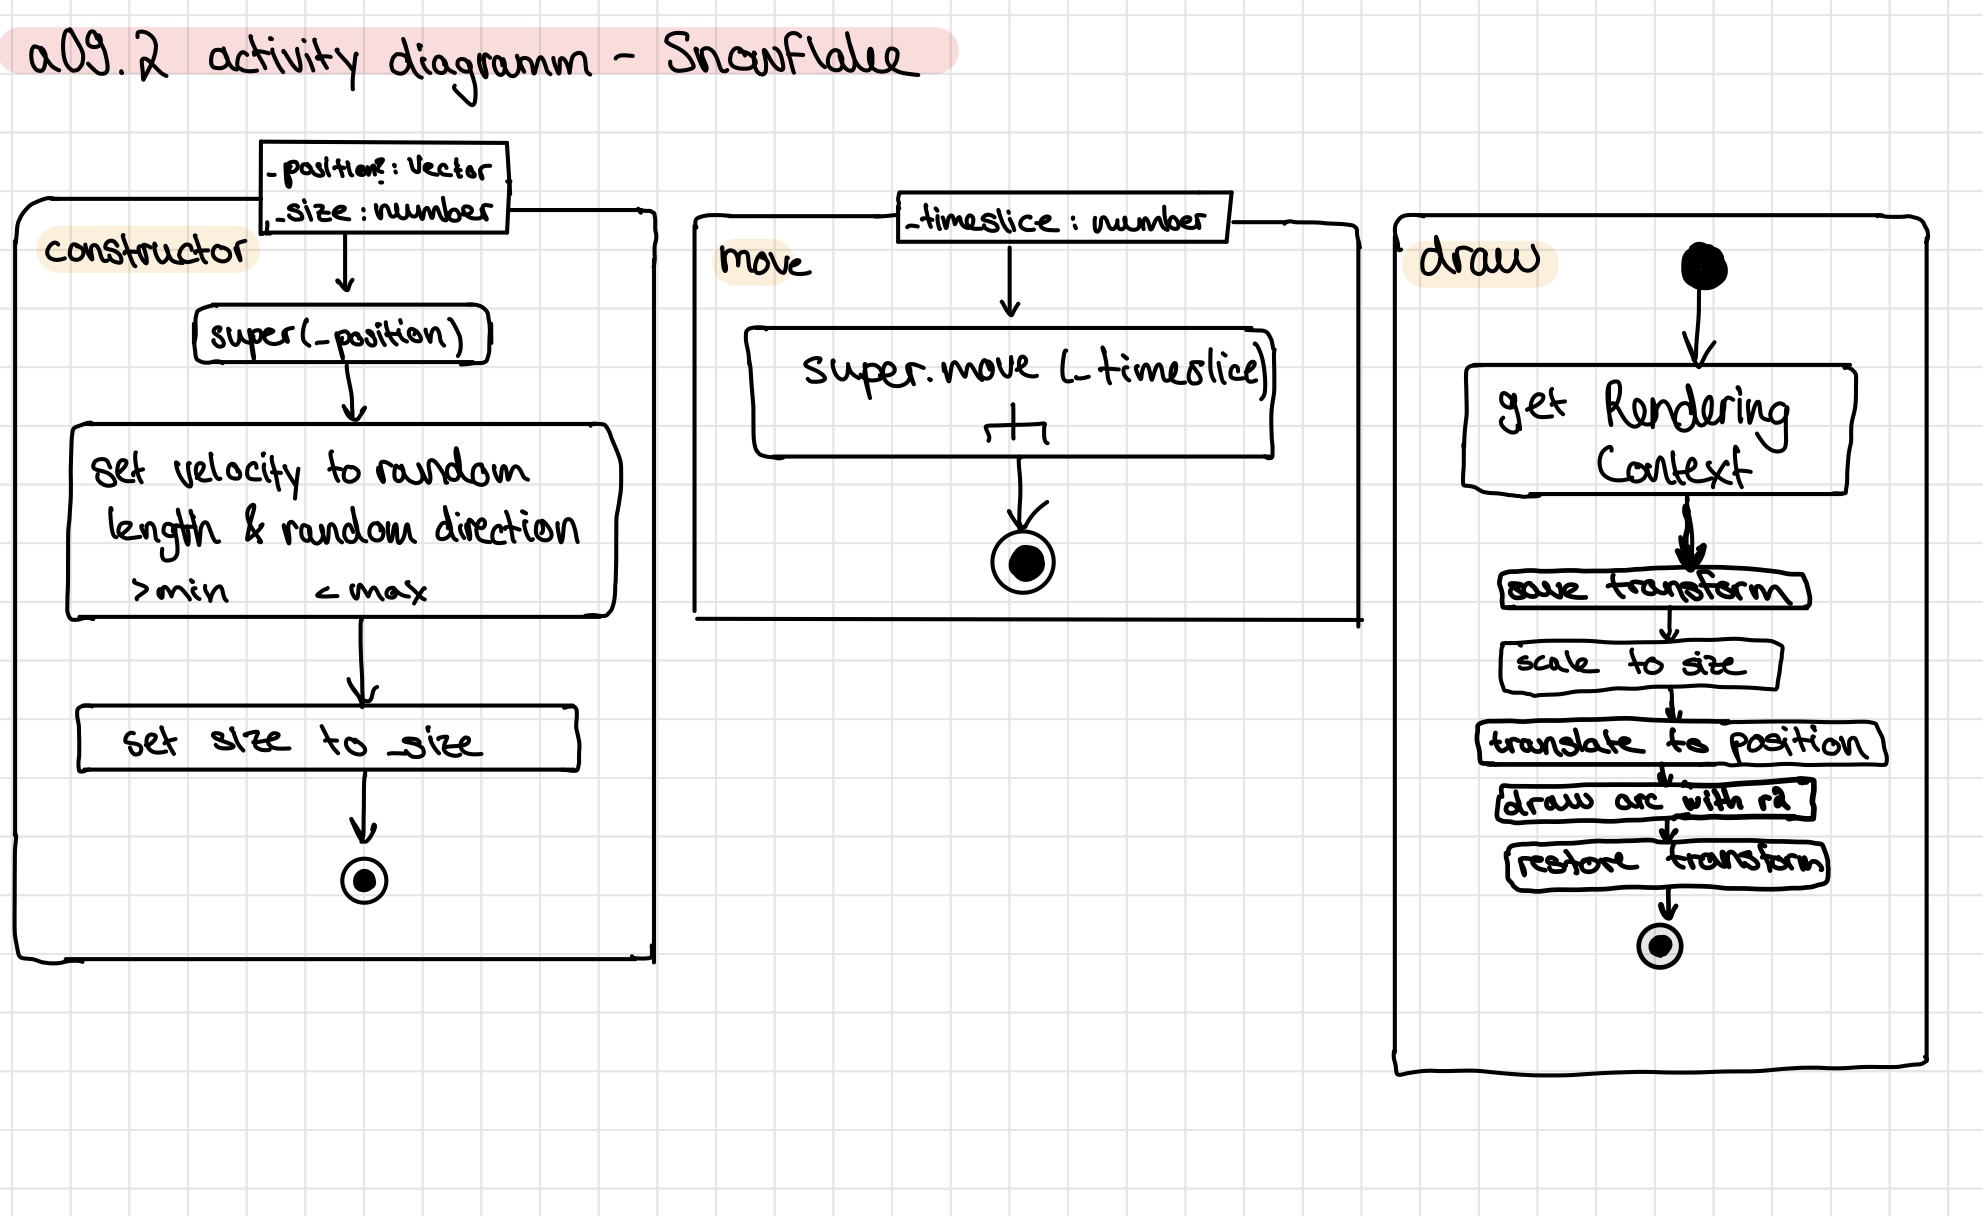 a09.2 activity diagramm - Snowflake
_position?: Vector
_size: number
constructor
super(_position)
set velocity to random
length & random direction
>min <max
set size to _size
_timeslice: number
move
super.move (_timeslice)
draw
get Rendering
Context
save transform
scale to size
translate to position
draw arc with r2
restore transform